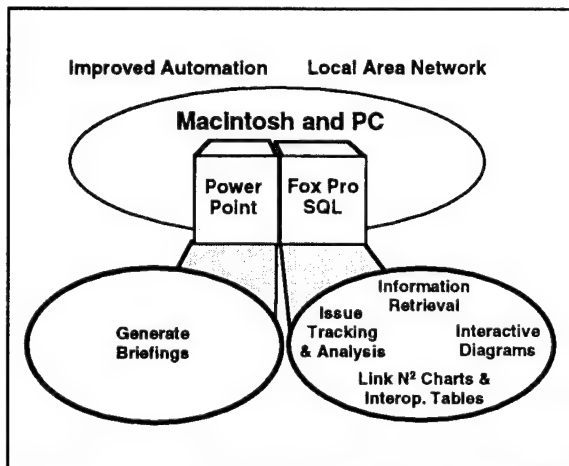 Improved Automation Local Area Network
Macintosh and PC
Power
Point
Fox Pro
SQL
Generate
Briefings
Information
Retrieval
Issue
Tracking
& Analysis
Interactive
Diagrams
Link N² Charts &
Interop. Tables